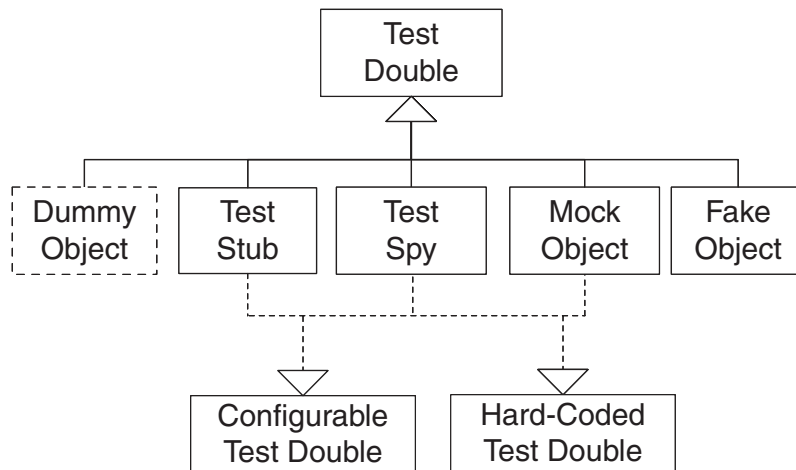 Test
Double
Dummy
Object
Test
Stub
Test
Spy
Mock
Object
Fake
Object
Configurable
Test Double
Hard-Coded
Test Double